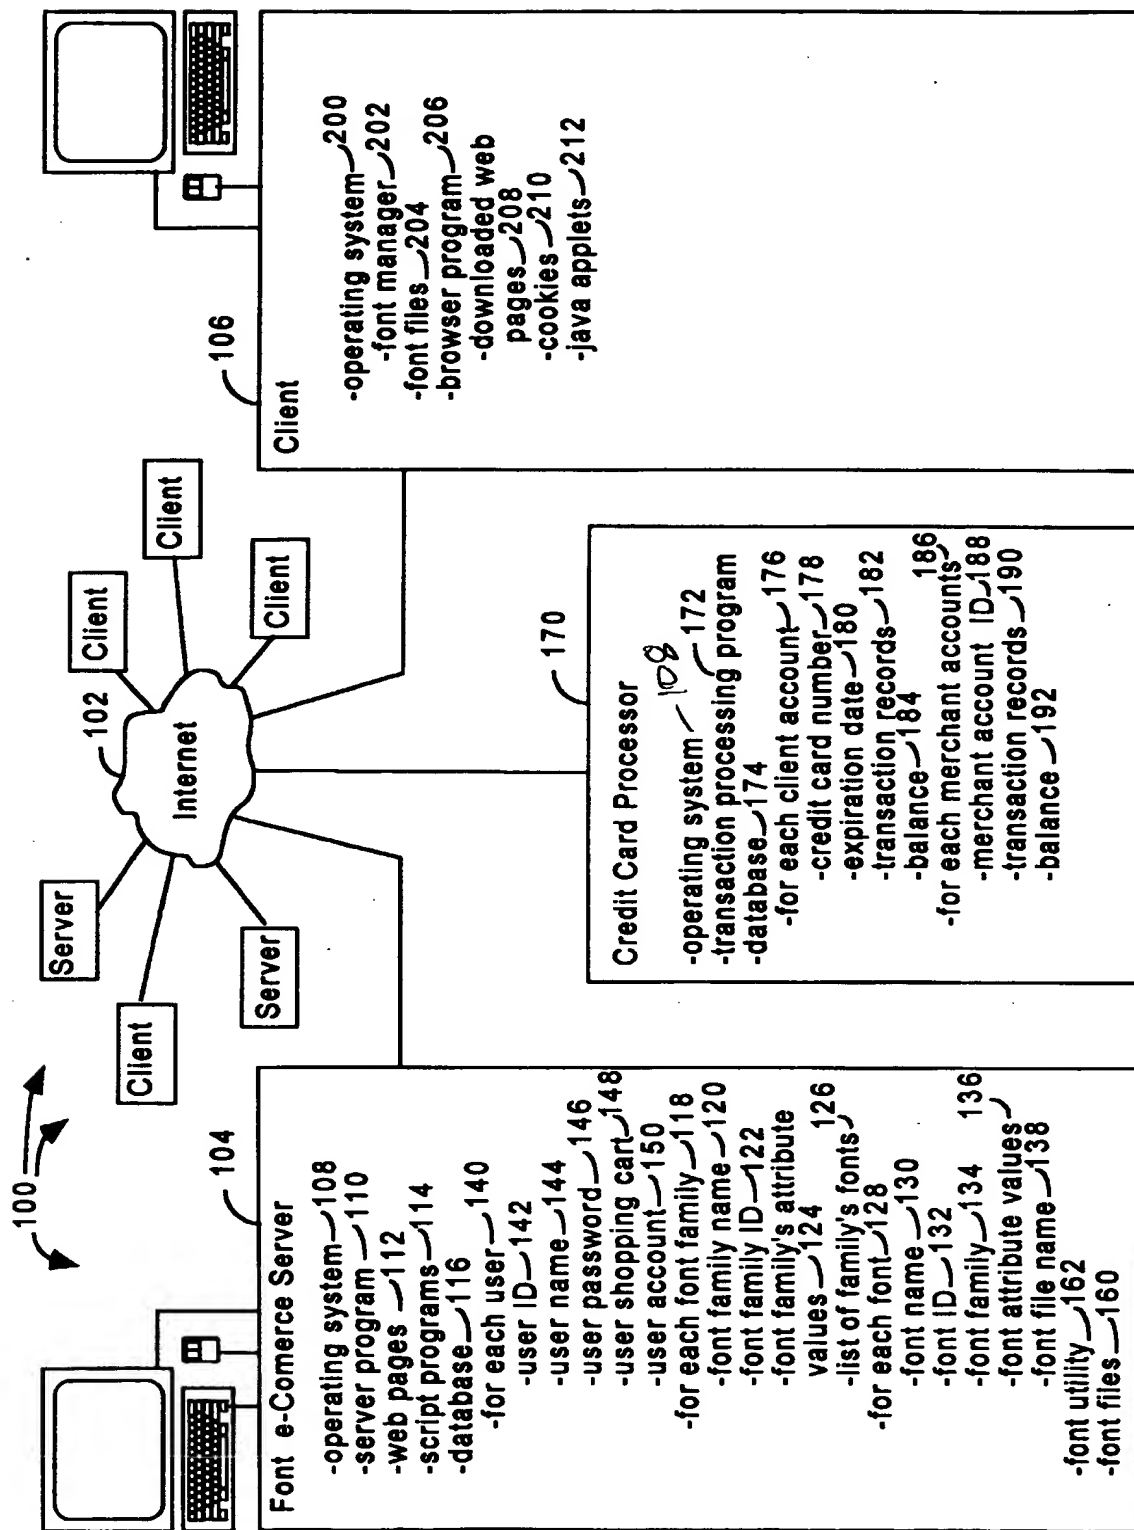 100
Server
Client
Server
102
Internet
Client
Client
Client
104
Font e-Comerce Server
-operating system 108
-server program 110
-web pages 112
-script programs 114
-database 116
-for each user 140
-user ID 142
-user name 144
-user password 146
-user shopping cart 148
-user account 150
-for each font family 118
-font family name 120
-font family ID 122
-font family's attribute
values 124
126
-list of family's fonts
-for each font 128
-font name 130
-font ID 132
-font family 134
136
-font attribute values
-font file name 138
-font utility 162
-font files 160
170
Credit Card Processor
-operating system 108
172
-transaction processing program
-database 174
-for each client account 176
-credit card number 178
-expiration date 180
-transaction records 182
-balance 184
186
-for each merchant accounts
-merchant account ID 188
-transaction records 190
-balance 192
106
Client
-operating system 200
-font manager 202
-font files 204
-browser program 206
-downloaded web
pages 208
-cookies 210
-java applets 212